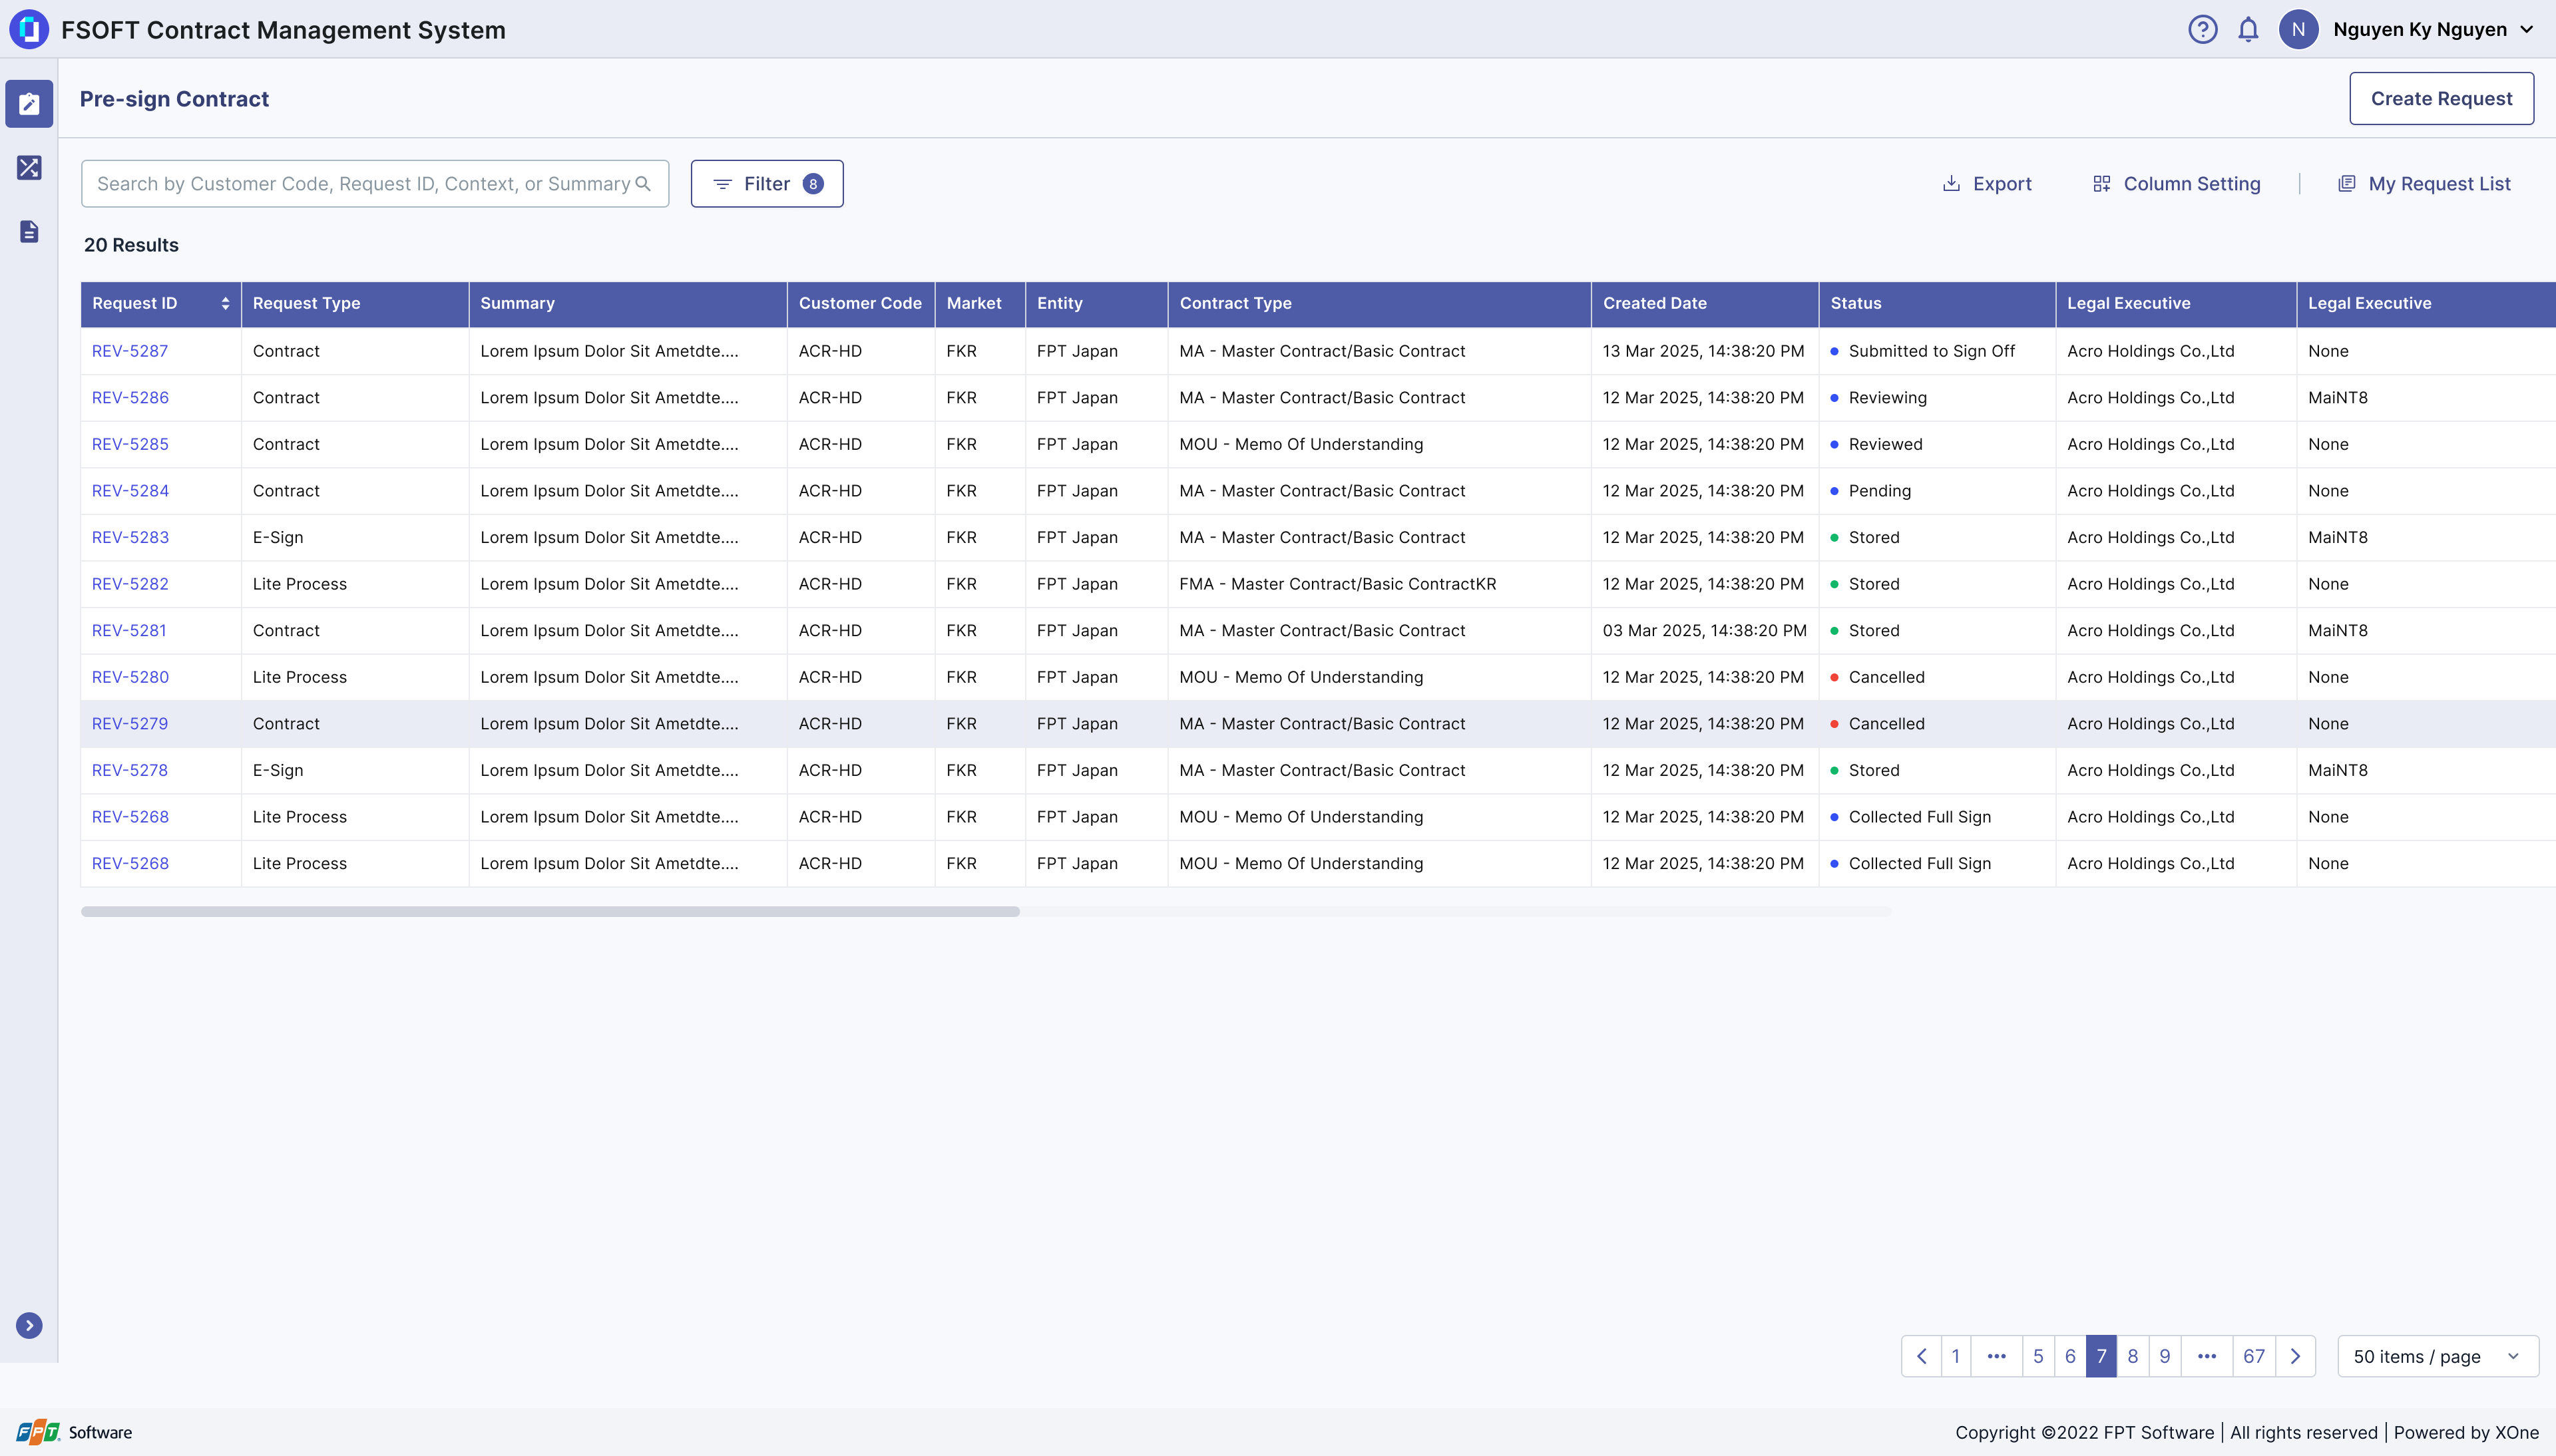 FSOFT Contract Management System
N
Nguyen Ky Nguyen
Pre-sign Contract
Create Request
Search by Customer Code, Request ID, Context, or Summary
Filter 8
Export
Column Setting
My Request List
20 Results
Request ID Request Type Summary Customer Code Market Entity Contract Type Created Date Status Legal Executive Legal Executive
REV-5287 Contract Lorem Ipsum Dolor Sit Ametdte.... ACR-HD FKR FPT Japan MA - Master Contract/Basic Contract 13 Mar 2025, 14:38:20 PM Submitted to Sign Off Acro Holdings Co.,Ltd None
REV-5286 Contract Lorem Ipsum Dolor Sit Ametdte.... ACR-HD FKR FPT Japan MA - Master Contract/Basic Contract 12 Mar 2025, 14:38:20 PM Reviewing Acro Holdings Co.,Ltd MaiNT8
REV-5285 Contract Lorem Ipsum Dolor Sit Ametdte.... ACR-HD FKR FPT Japan MOU - Memo Of Understanding 12 Mar 2025, 14:38:20 PM Reviewed Acro Holdings Co.,Ltd None
REV-5284 Contract Lorem Ipsum Dolor Sit Ametdte.... ACR-HD FKR FPT Japan MA - Master Contract/Basic Contract 12 Mar 2025, 14:38:20 PM Pending Acro Holdings Co.,Ltd None
REV-5283 E-Sign Lorem Ipsum Dolor Sit Ametdte.... ACR-HD FKR FPT Japan MA - Master Contract/Basic Contract 12 Mar 2025, 14:38:20 PM Stored Acro Holdings Co.,Ltd MaiNT8
REV-5282 Lite Process Lorem Ipsum Dolor Sit Ametdte.... ACR-HD FKR FPT Japan FMA - Master Contract/Basic ContractKR 12 Mar 2025, 14:38:20 PM Stored Acro Holdings Co.,Ltd None
REV-5281 Contract Lorem Ipsum Dolor Sit Ametdte.... ACR-HD FKR FPT Japan MA - Master Contract/Basic Contract 03 Mar 2025, 14:38:20 PM Stored Acro Holdings Co.,Ltd MaiNT8
REV-5280 Lite Process Lorem Ipsum Dolor Sit Ametdte.... ACR-HD FKR FPT Japan MOU - Memo Of Understanding 12 Mar 2025, 14:38:20 PM Cancelled Acro Holdings Co.,Ltd None
REV-5279 Contract Lorem Ipsum Dolor Sit Ametdte.... ACR-HD FKR FPT Japan MA - Master Contract/Basic Contract 12 Mar 2025, 14:38:20 PM Cancelled Acro Holdings Co.,Ltd None
REV-5278 E-Sign Lorem Ipsum Dolor Sit Ametdte.... ACR-HD FKR FPT Japan MA - Master Contract/Basic Contract 12 Mar 2025, 14:38:20 PM Stored Acro Holdings Co.,Ltd MaiNT8
REV-5268 Lite Process Lorem Ipsum Dolor Sit Ametdte.... ACR-HD FKR FPT Japan MOU - Memo Of Understanding 12 Mar 2025, 14:38:20 PM Collected Full Sign Acro Holdings Co.,Ltd None
REV-5268 Lite Process Lorem Ipsum Dolor Sit Ametdte.... ACR-HD FKR FPT Japan MOU - Memo Of Understanding 12 Mar 2025, 14:38:20 PM Collected Full Sign Acro Holdings Co.,Ltd None
1 ••• 5 6 7 8 9 ••• 67
50 items / page
FPT Software
Copyright ©2022 FPT Software | All rights reserved | Powered by XOne